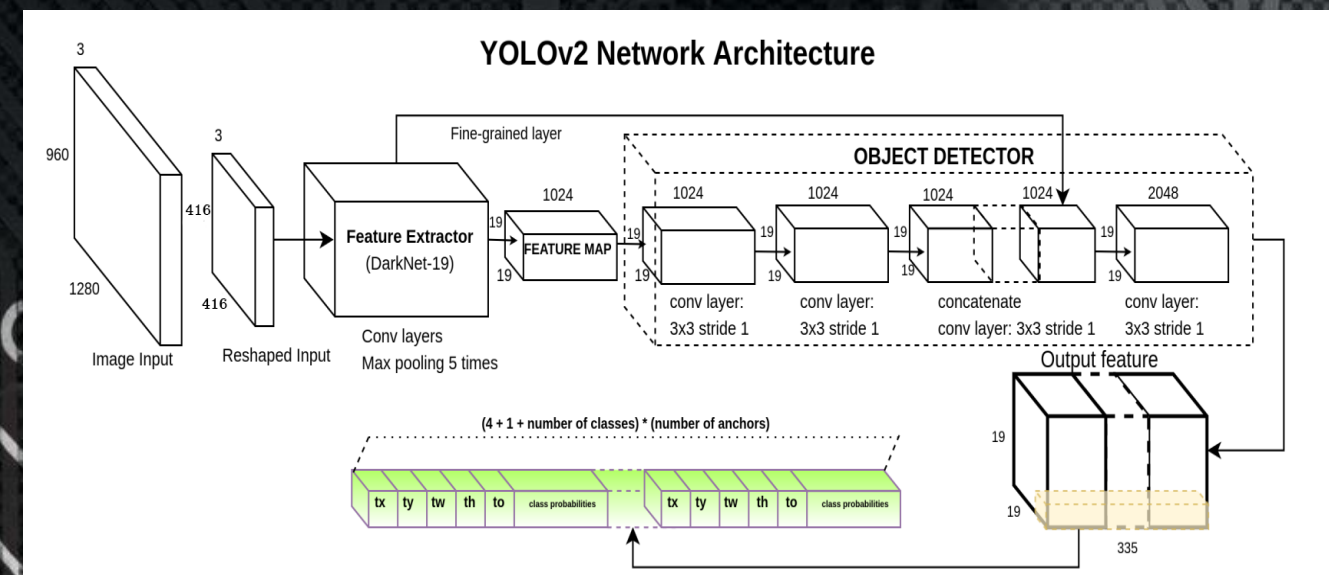 YOLOv2 Network Architecture
3
960
1280
Image Input
3
416
416
Reshaped Input
Feature Extractor
(DarkNet-19)
Conv layers
Max pooling 5 times
Fine-grained layer
1024
19
FEATURE MAP
19
OBJECT DETECTOR
1024
19
19
conv layer:
3x3 stride 1
1024
19
19
conv layer:
3x3 stride 1
1024
1024
19
19
concatenate
conv layer: 3x3 stride 1
2048
19
19
conv layer:
3x3 stride 1
Output feature
19
19
335
(4 + 1 + number of classes) * (number of anchors)
tx ty tw th to class probabilities tx ty tw th to class probabilities